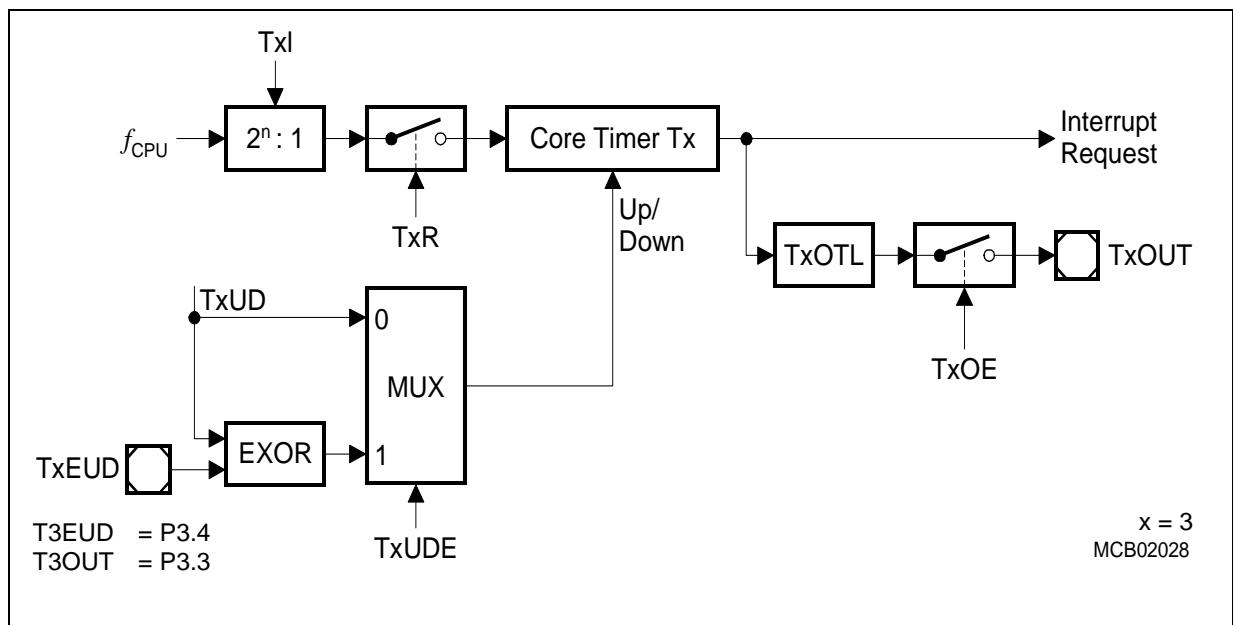 TxI
fCPU
2ⁿ : 1
Core Timer Tx
Interrupt
Request
TxR
Up/
Down
TxOTL
TxOUT
TxUD
0
MUX
TxOE
EXOR
1
TxEUD
T3EUD = P3.4
T3OUT = P3.3
TxUDE
x = 3
MCB02028